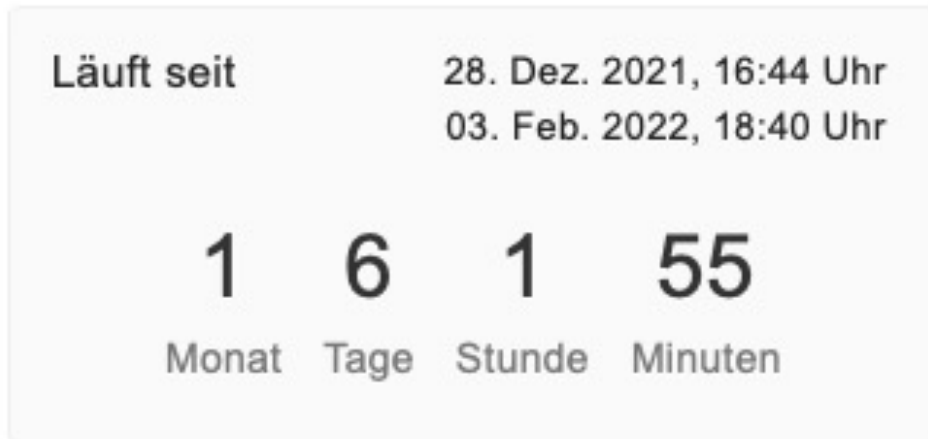 Läuft seit 28. Dez. 2021, 16:44 Uhr
03. Feb. 2022, 18:40 Uhr
1 6 1 55
Monat Tage Stunde Minuten